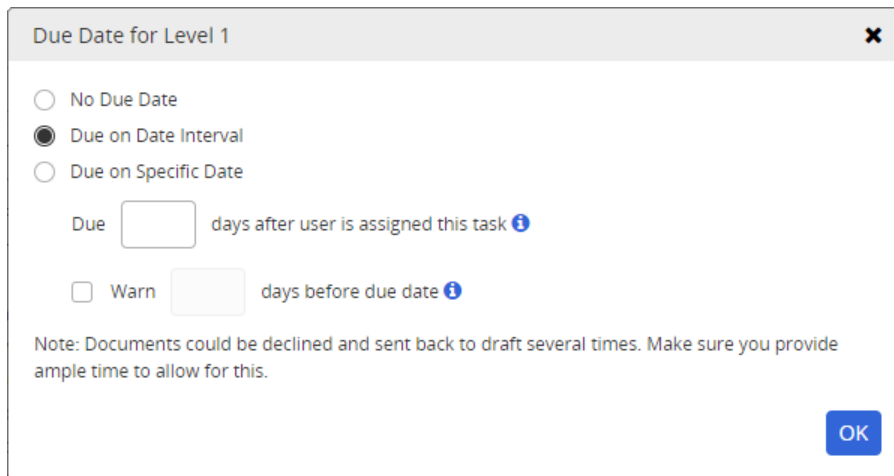 Due Date for Level 1
No Due Date
Due on Date Interval
Due on Specific Date
Due days after user is assigned this task
Warn days before due date
Note: Documents could be declined and sent back to draft several times. Make sure you provide
ample time to allow for this.
OK